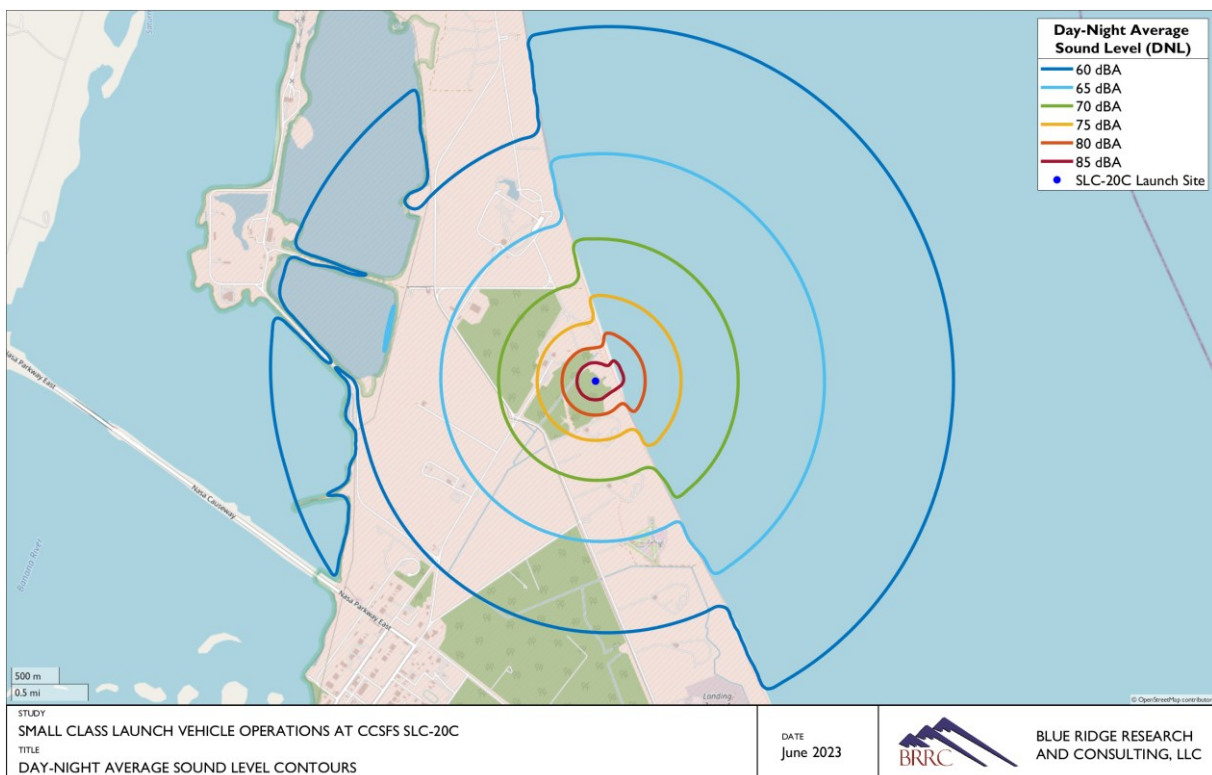 Day-Night Average
Sound Level (DNL)
60 dBA
65 dBA
70 dBA
75 dBA
80 dBA
85 dBA
SLC-20C Launch Site
Nasa Parkway East
Nasa Causeway
Banana River
Nasa Parkway East
Landing
500 m
0.5 mi
© OpenStreetMap contributors
STUDY
SMALL CLASS LAUNCH VEHICLE OPERATIONS AT CCSFS SLC-20C
TITLE
DAY-NIGHT AVERAGE SOUND LEVEL CONTOURS
DATE
June 2023
BRRC
BLUE RIDGE RESEARCH
AND CONSULTING, LLC